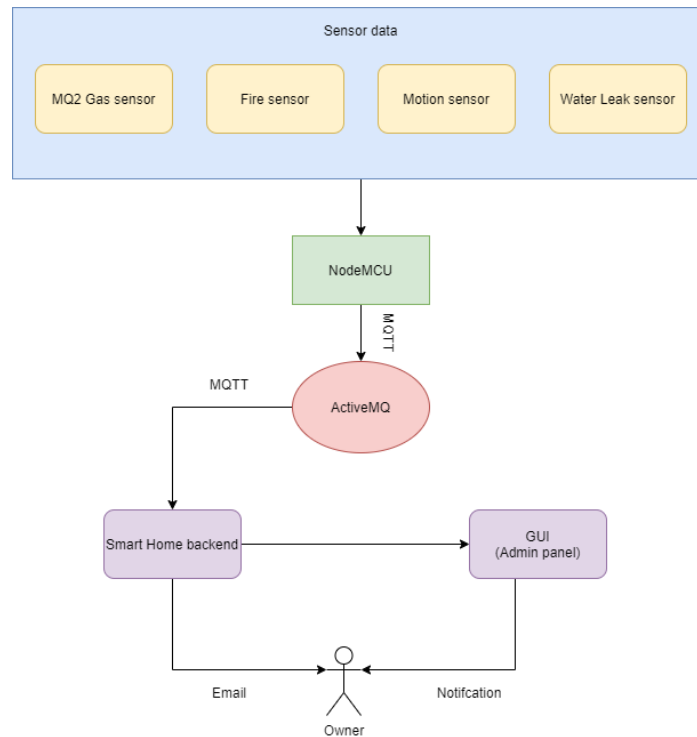 Sensor data
MQ2 Gas sensor
Fire sensor
Motion sensor
Water Leak sensor
NodeMCU
MQTT
ActiveMQ
MQTT
Smart Home backend
GUI
(Admin panel)
Email
Notifcation
Owner